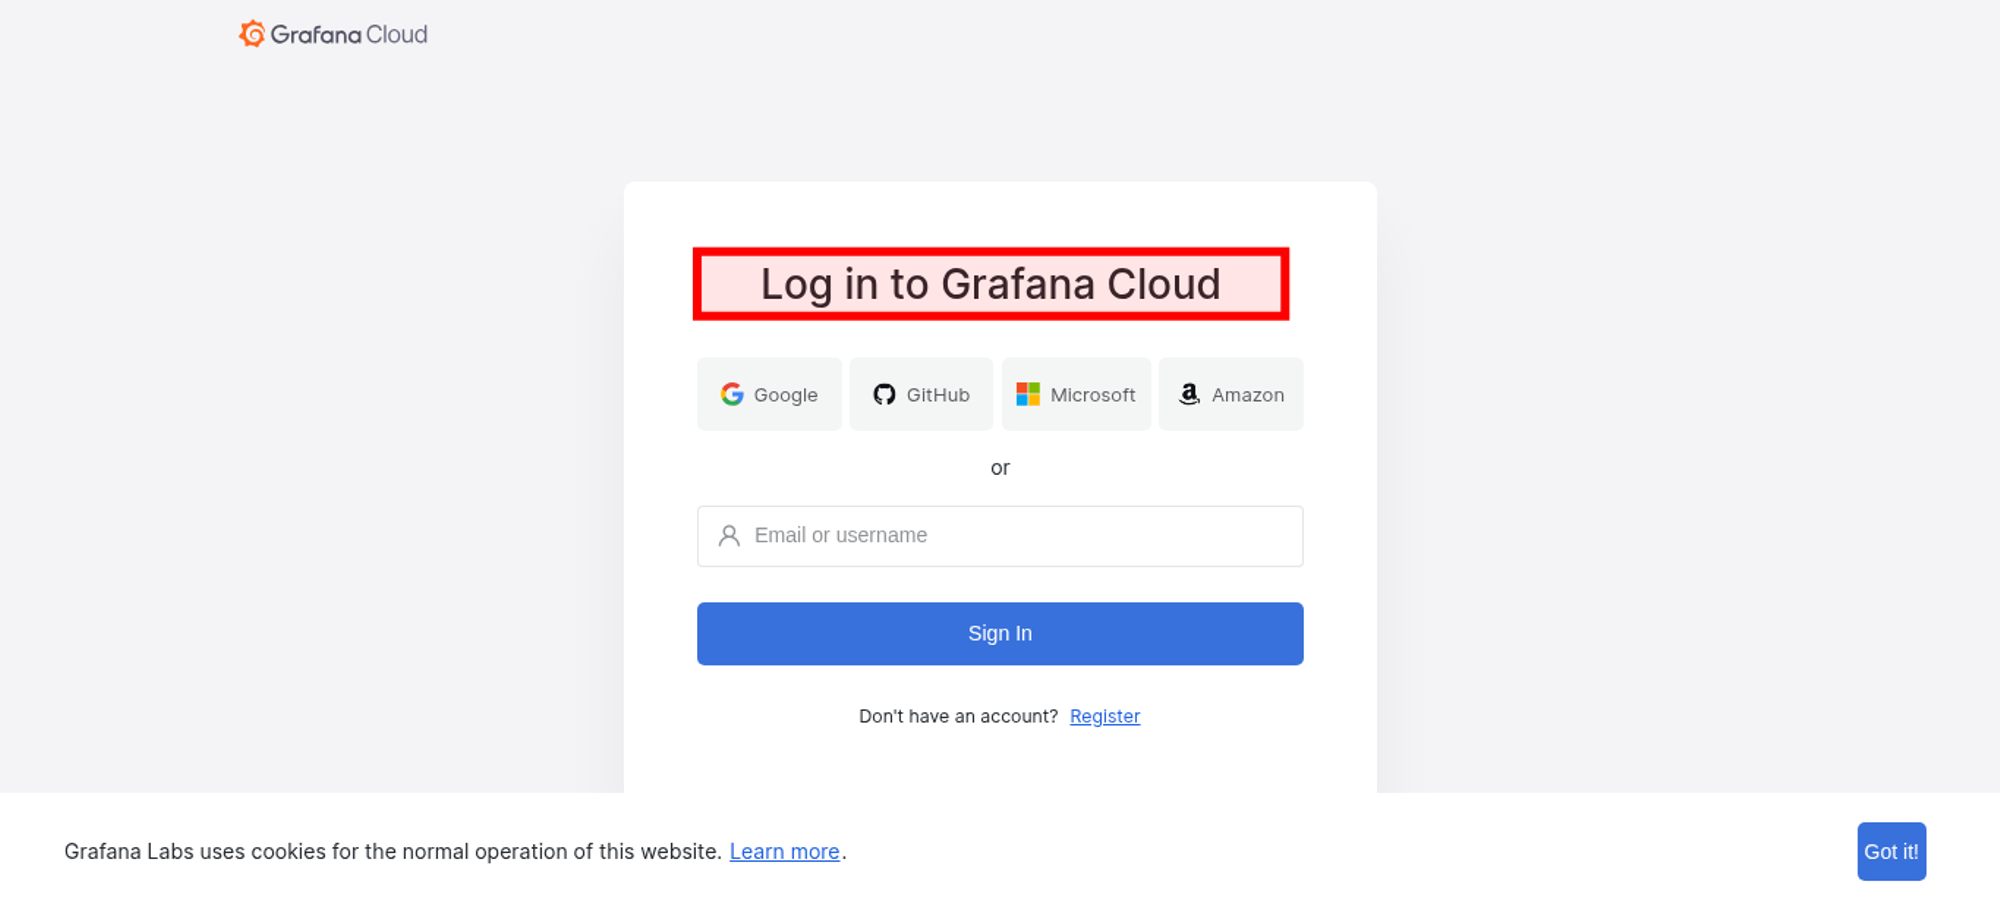 Grafana Cloud
Log in to Grafana Cloud
Google GitHub Microsoft Amazon
or
Email or username
Sign In
Don't have an account? Register
Grafana Labs uses cookies for the normal operation of this website. Learn more. Got it!